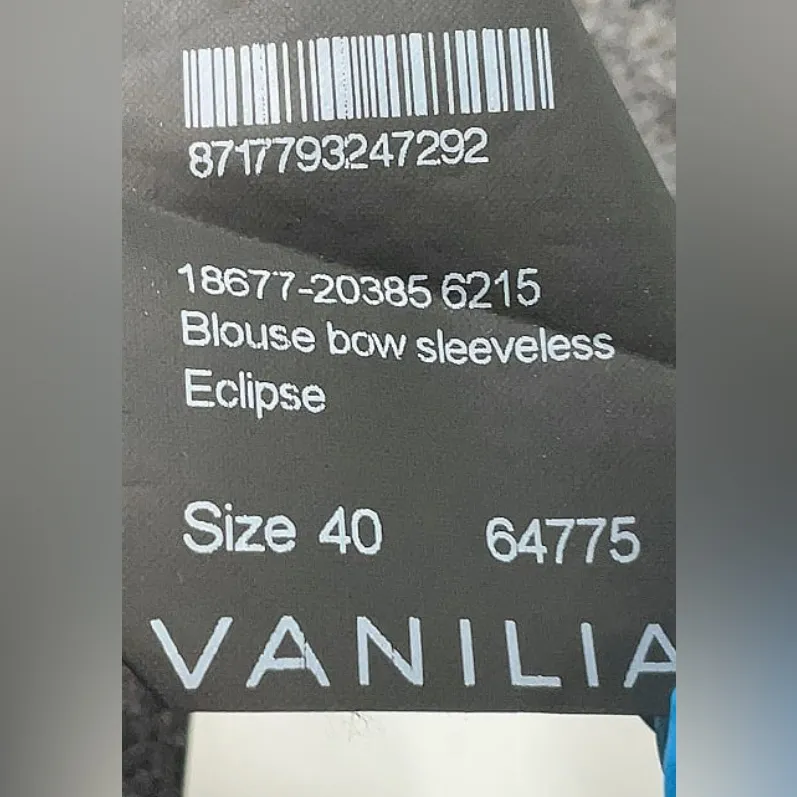 8717793247292
18677-20385 6215
Blouse bow sleeveless
Eclipse
Size 40 64775
VANILIA